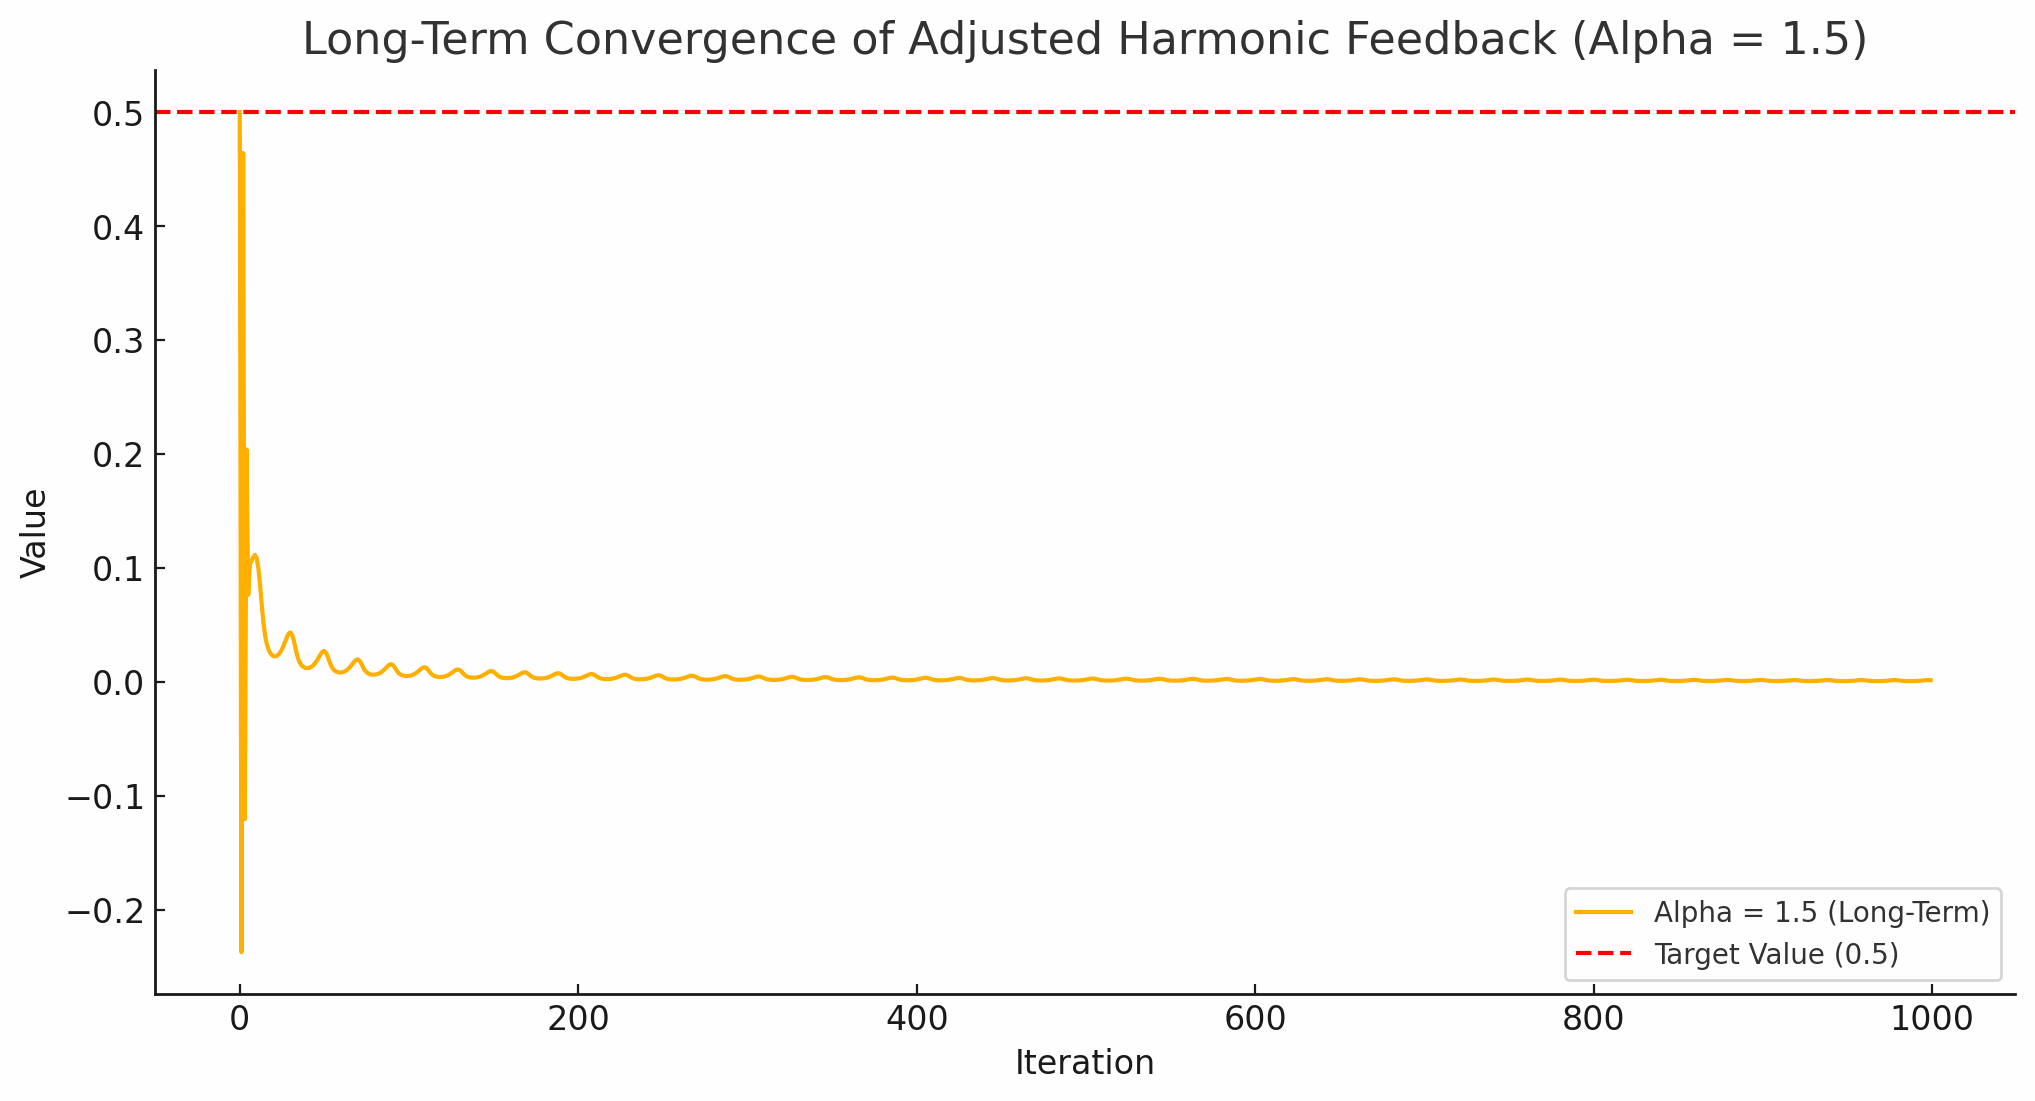 Long-Term Convergence of Adjusted Harmonic Feedback (Alpha = 1.5)
0.5
0.4
0.3
0.2
0.1
0.0
−0.1
−0.2
Value
0 200 400 600 800 1000
Iteration
Alpha = 1.5 (Long-Term)
Target Value (0.5)